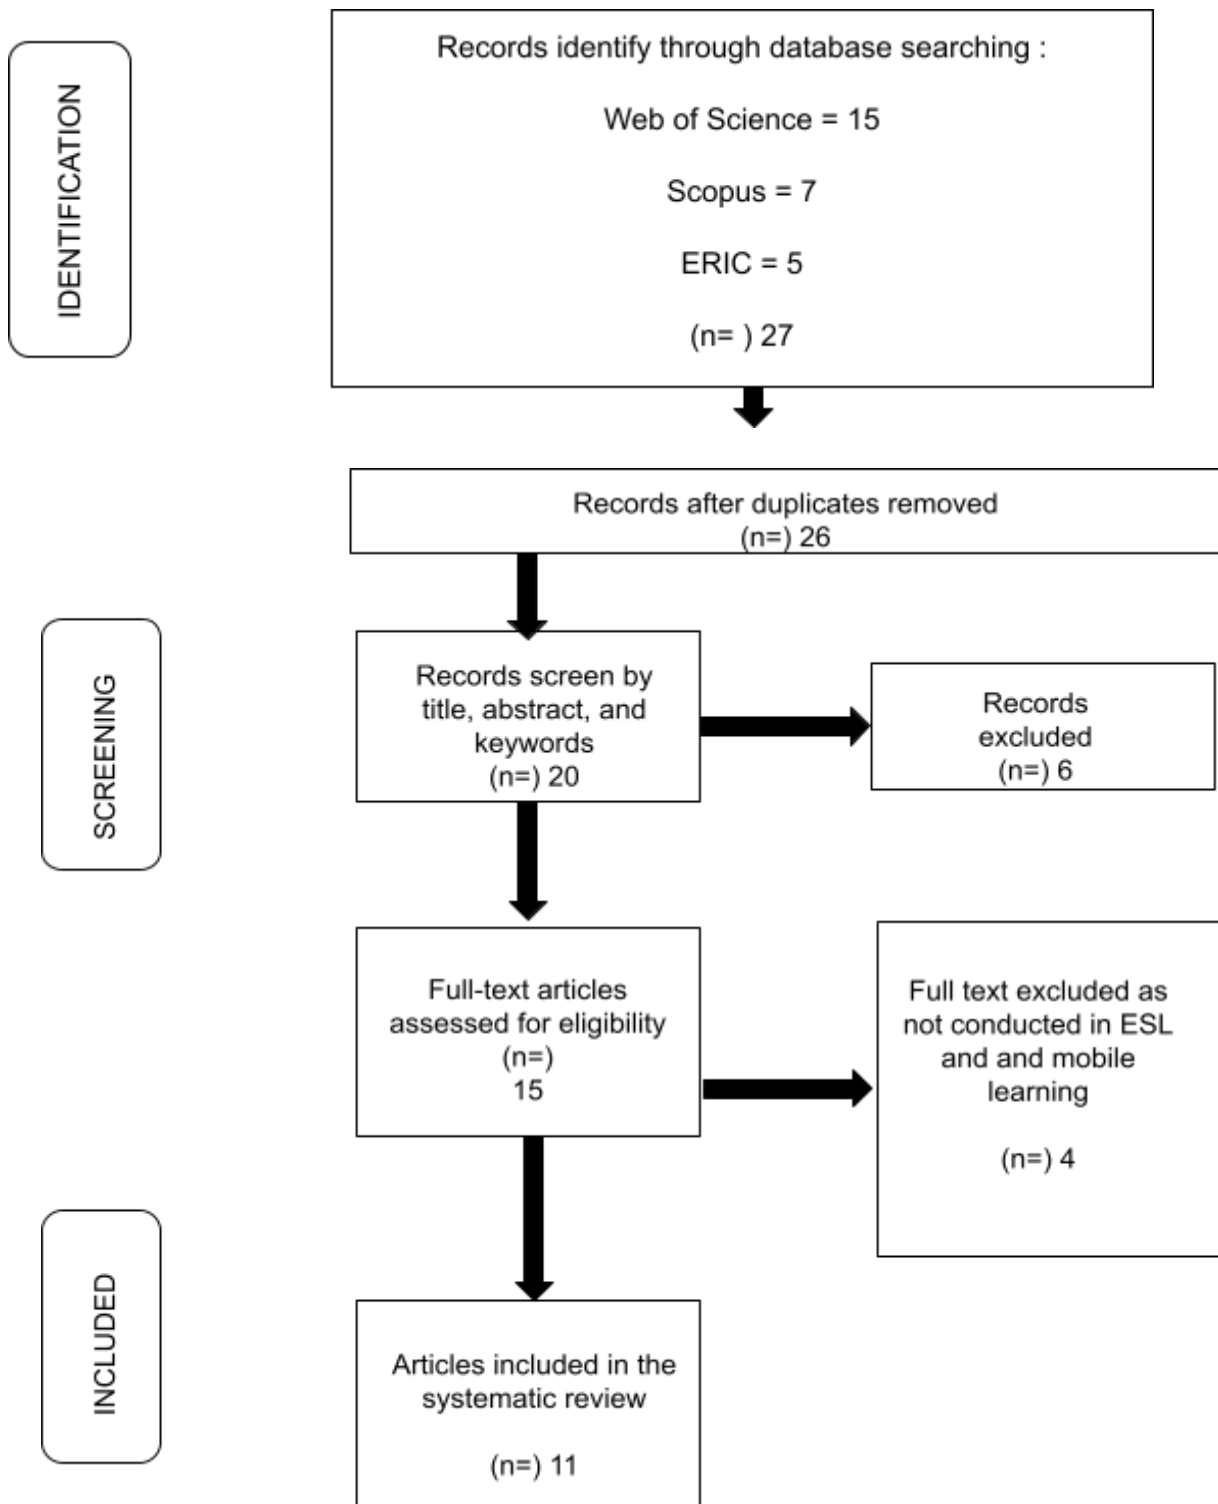 IDENTIFICATION
Records identify through database searching :
Web of Science = 15
Scopus = 7
ERIC = 5
(n= ) 27
Records after duplicates removed
(n=) 26
SCREENING
Records screen by
title, abstract, and
keywords
(n=) 20
Records
excluded
(n=) 6
Full-text articles
assessed for eligibility
(n=)
15
Full text excluded as
not conducted in ESL
and and mobile
learning
(n=) 4
INCLUDED
Articles included in the
systematic review
(n=) 11